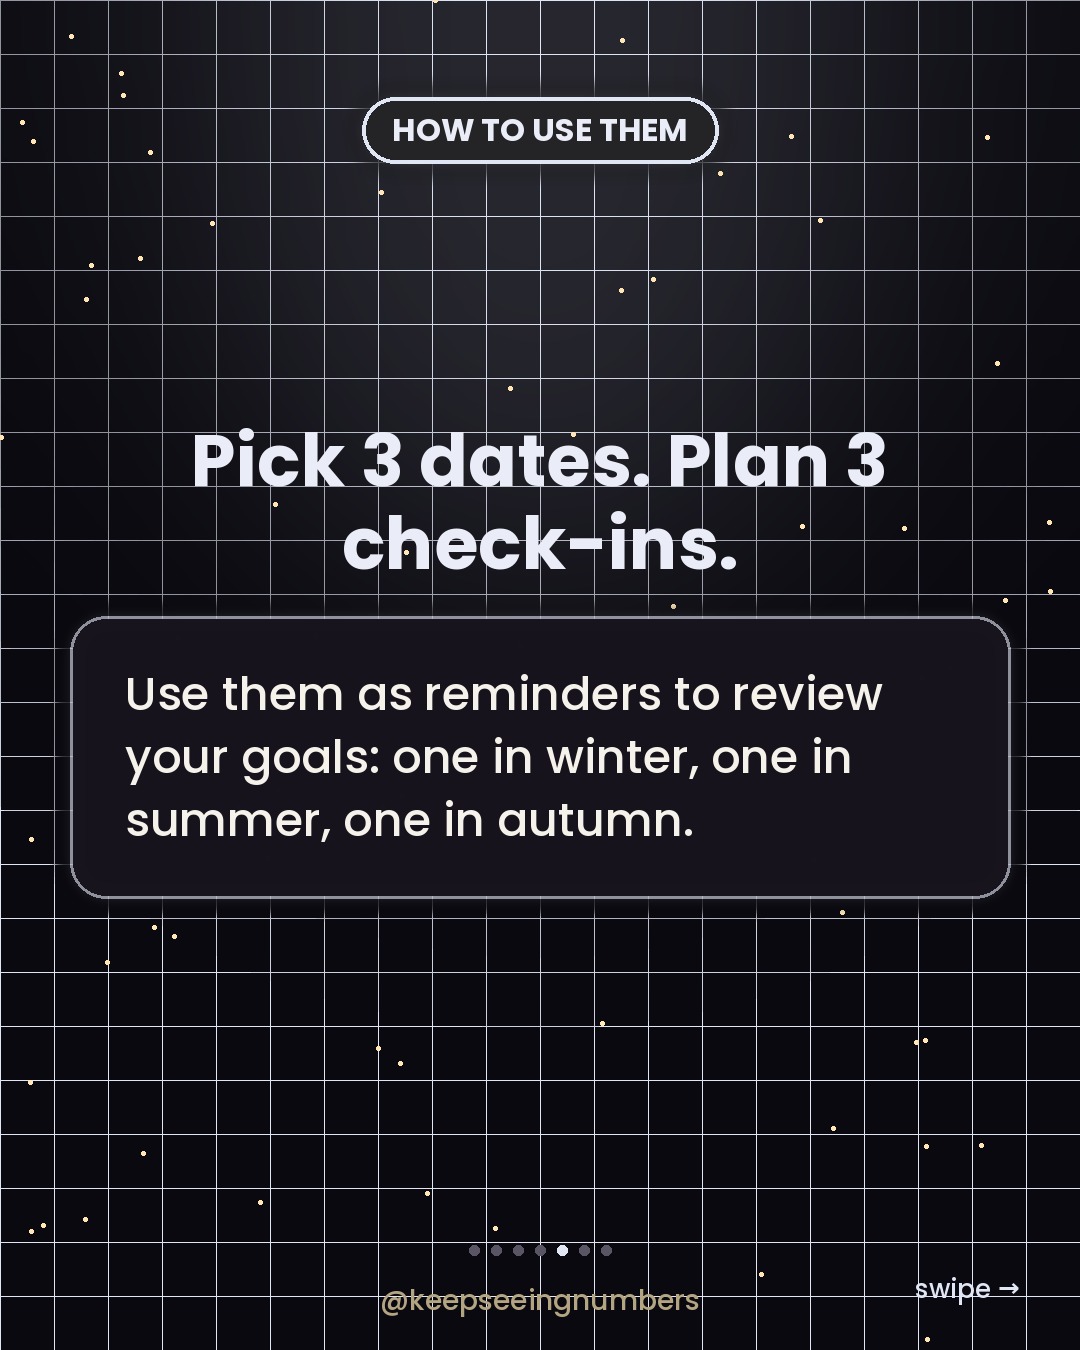 HOW TO USE THEM
Pick 3 dates. Plan 3
check-ins.
Use them as reminders to review
your goals: one in winter, one in
summer, one in autumn.
@keepseeingnumbers
swipe →